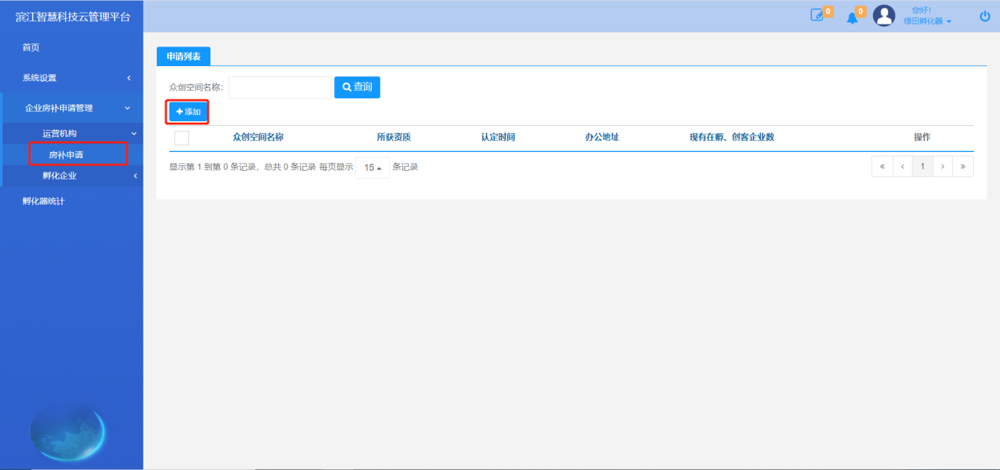 滨江智慧科技云管理平台
0
0
您好!
绿田孵化器
首页
系统设置
企业房补申请管理
运营机构
房补申请
孵化企业
孵化器统计
申请列表
众创空间名称:
查询
添加
众创空间名称 所获资质 认定时间 办公地址 现有在孵、创客企业数 操作
显示第 1 到第 0 条记录，总共 0 条记录 每页显示 15 条记录
« ‹ 1 › »